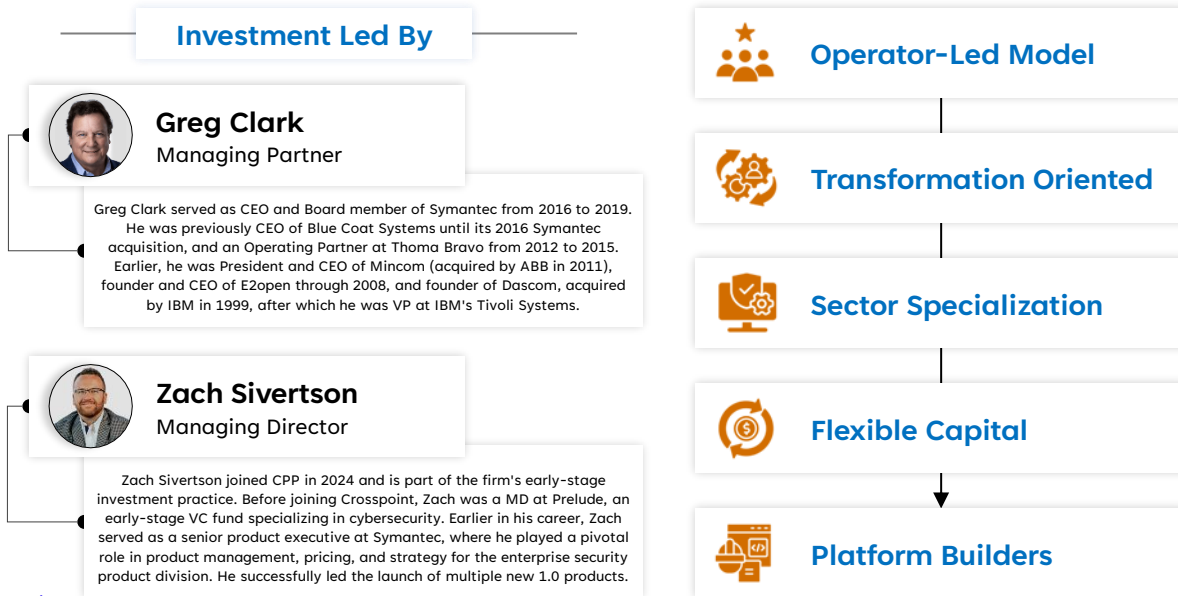 Investment Led By
Greg Clark
Managing Partner
Greg Clark served as CEO and Board member of Symantec from 2016 to 2019.
He was previously CEO of Blue Coat Systems until its 2016 Symantec
acquisition, and an Operating Partner at Thoma Bravo from 2012 to 2015.
Earlier, he was President and CEO of Mincom (acquired by ABB in 2011),
founder and CEO of E2open through 2008, and founder of Dascom, acquired
by IBM in 1999, after which he was VP at IBM's Tivoli Systems.
Zach Sivertson
Managing Director
Zach Sivertson joined CPP in 2024 and is part of the firm's early-stage
investment practice. Before joining Crosspoint, Zach was a MD at Prelude, an
early-stage VC fund specializing in cybersecurity. Earlier in his career, Zach
served as a senior product executive at Symantec, where he played a pivotal
role in product management, pricing, and strategy for the enterprise security
product division. He successfully led the launch of multiple new 1.0 products.
Operator-Led Model
Transformation Oriented
Sector Specialization
Flexible Capital
Platform Builders